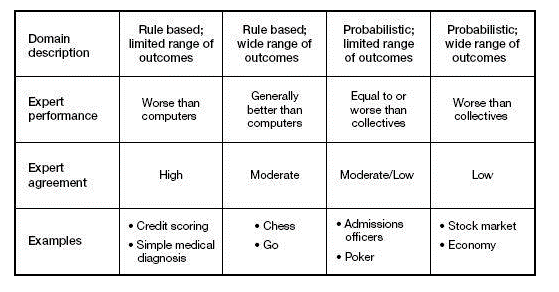 Domain
description
Rule based;
limited range of
outcomes
Rule based;
wide range of
outcomes
Probabilistic;
limited range
of outcomes
Probabilistic;
wide range of
outcomes
Expert
performance
Worse than
computers
Generally
better than
computers
Equal to or
worse than
collectives
Worse than
collectives
Expert
agreement
High
Moderate
Moderate/Low
Low
Examples
• Credit scoring
• Simple medical
diagnosis
• Chess
• Go
• Admissions
officers
• Poker
• Stock market
• Economy